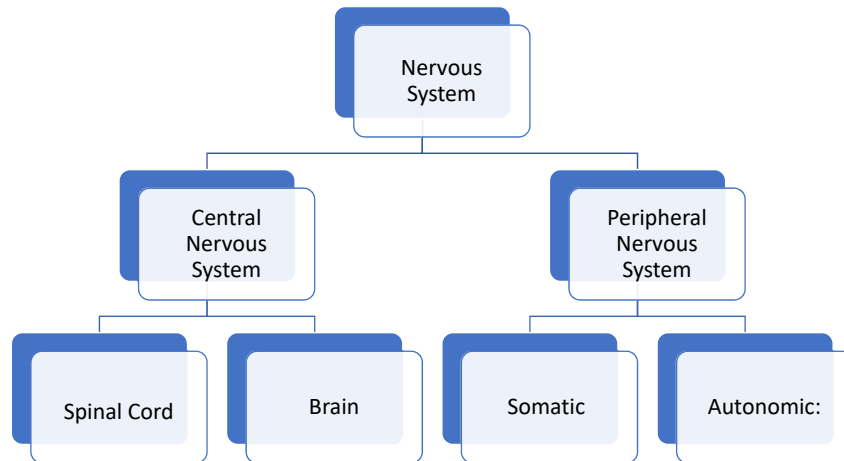 Nervous
System
Central
Nervous
System
Peripheral
Nervous
System
Spinal Cord
Brain
Somatic
Autonomic: